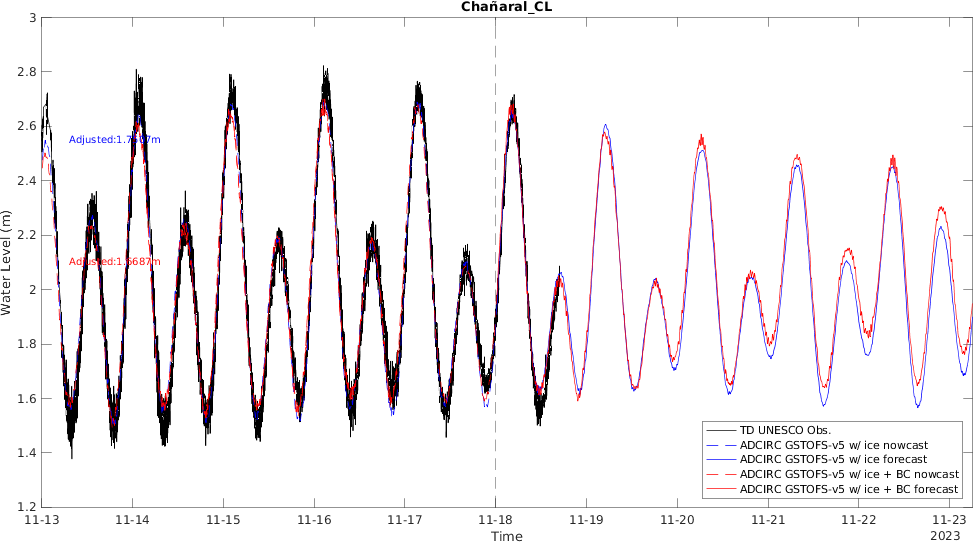 Chañaral_CL
3
2.8
2.6
2.4
2.2
2
1.8
1.6
1.4
1.2
Water Level (m)
Adjusted:
Adjusted:
TD UNESCO Obs.
ADCIRC GSTOFS-v5 w/ ice nowcast
ADCIRC GSTOFS-v5 w/ ice forecast
ADCIRC GSTOFS-v5 w/ ice + BC nowcast
ADCIRC GSTOFS-v5 w/ ice + BC forecast
11-13 11-14 11-15 11-16 11-17 11-18 11-19 11-20 11-21 11-22 11-23
2023
Time